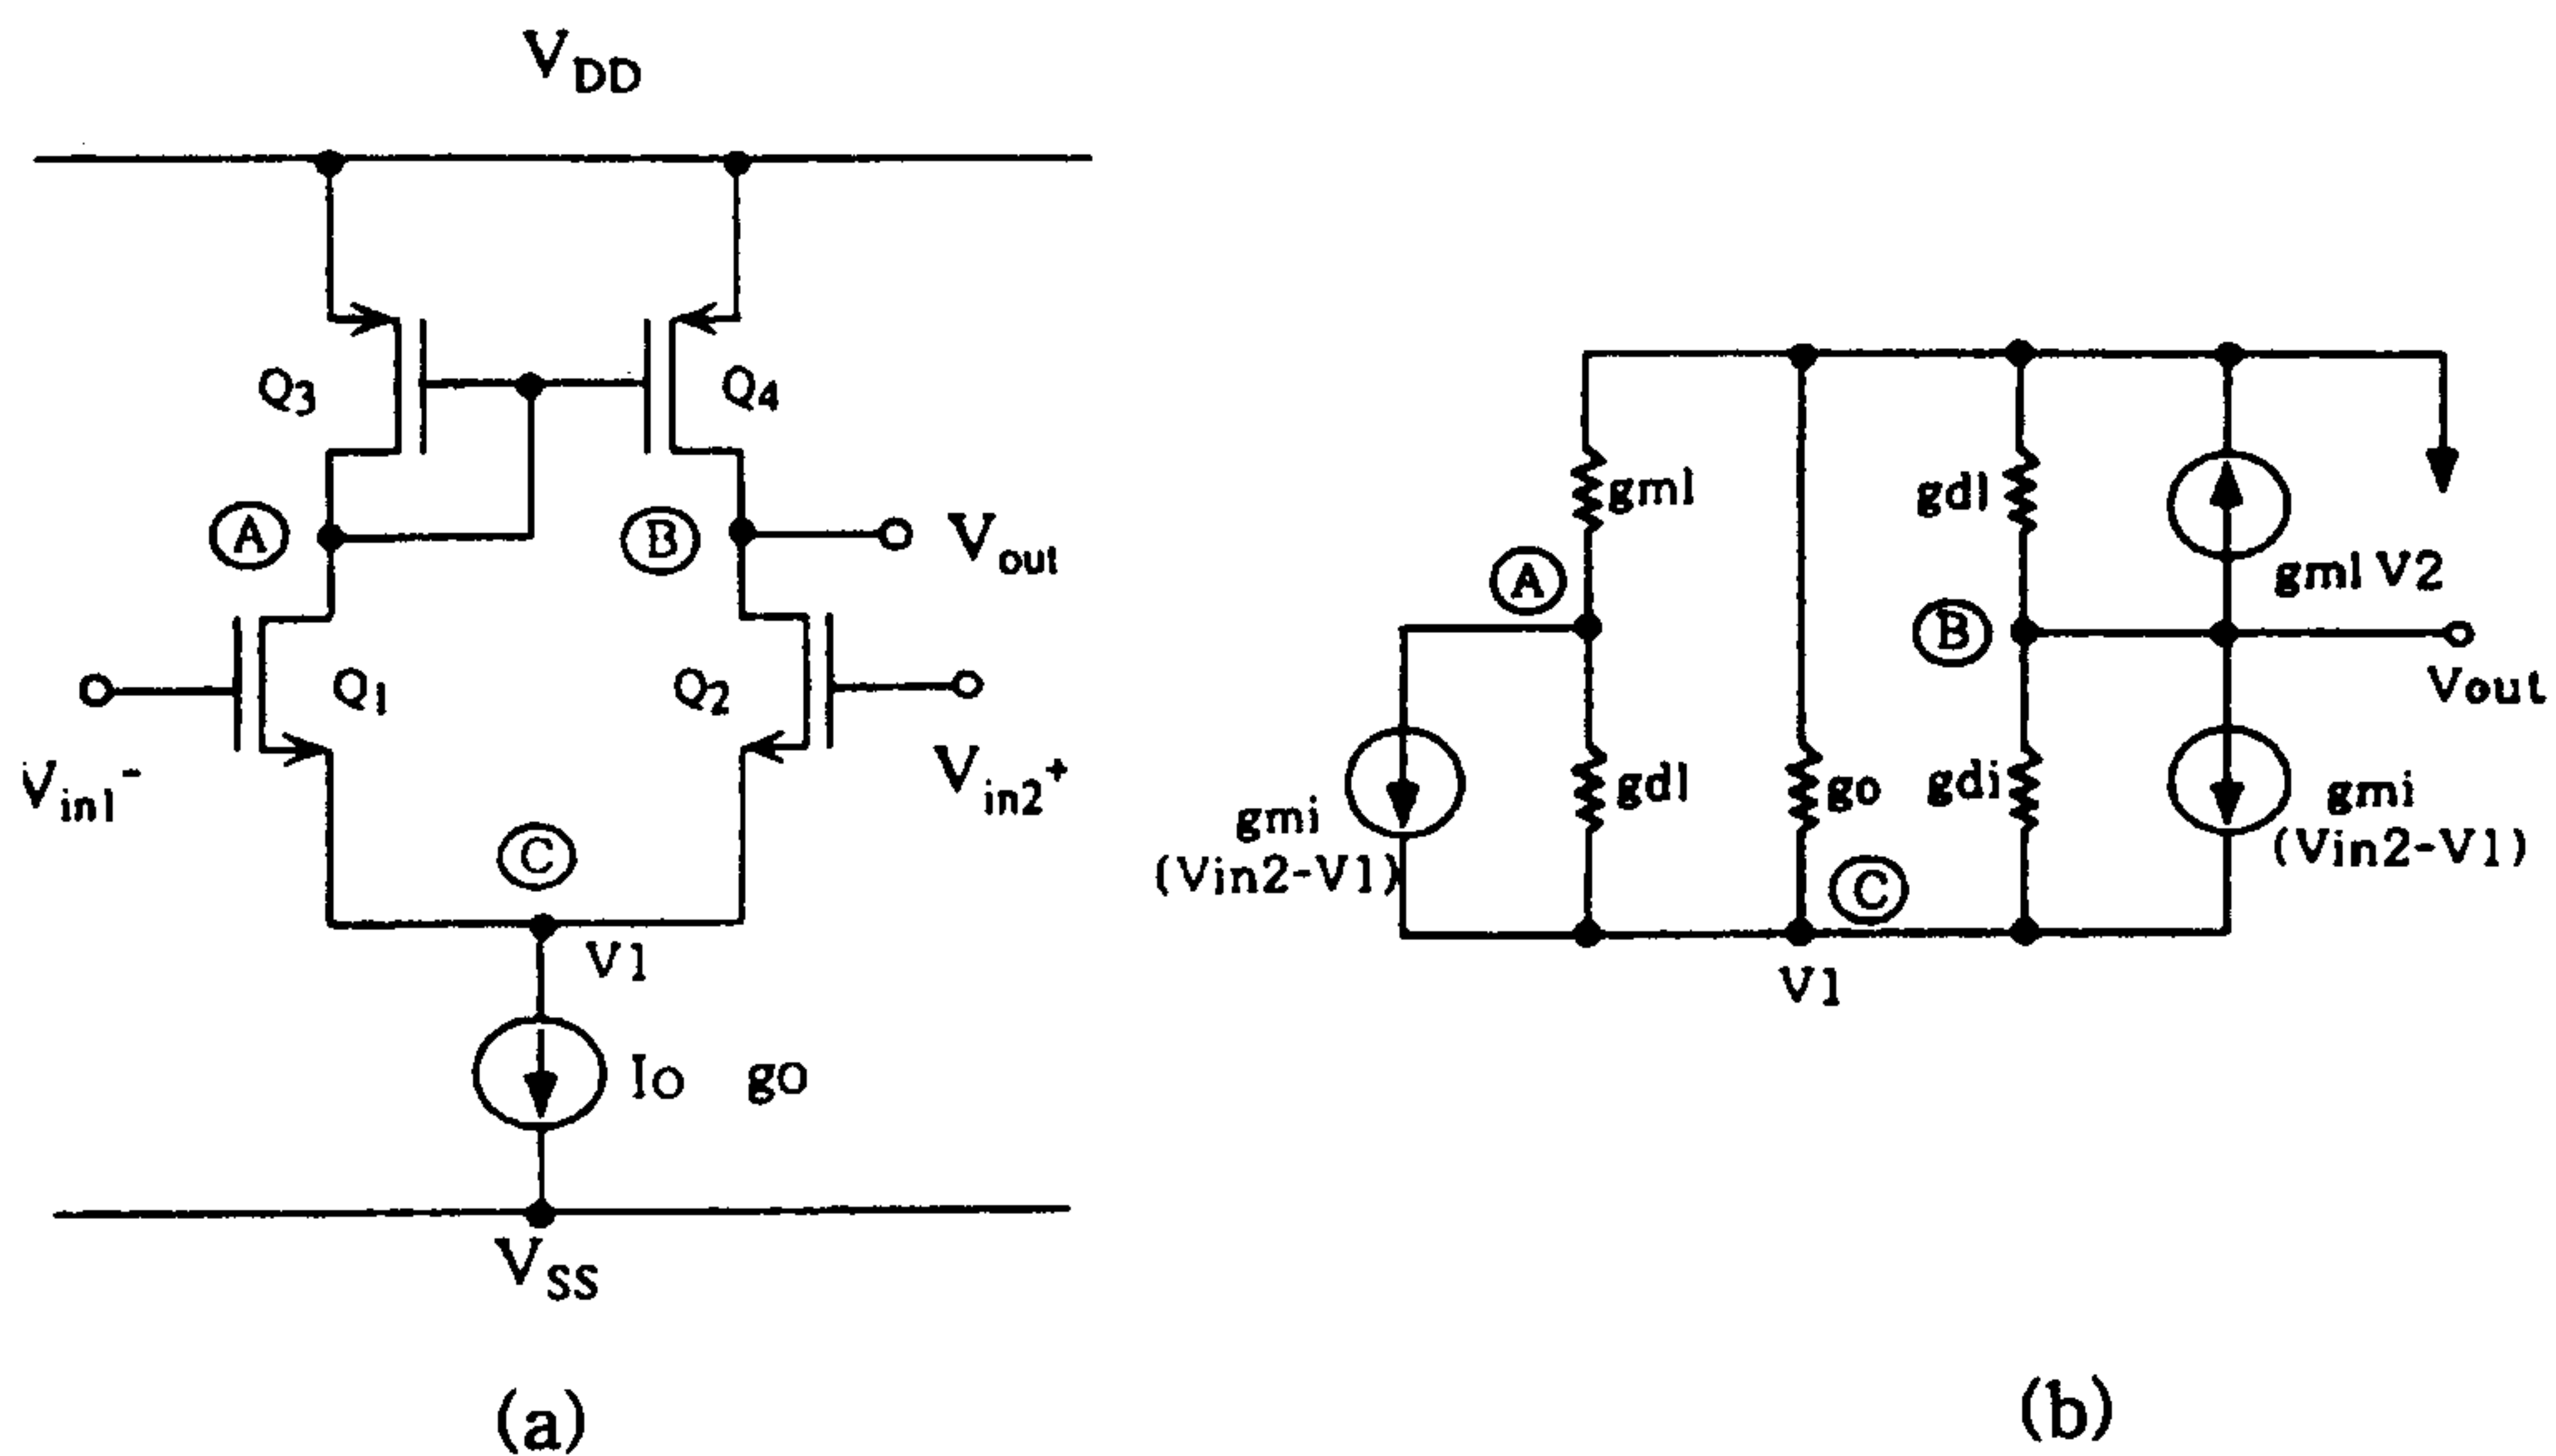 VDD
Q3
Q4
A
B
Vout
Q1
Q2
Vin1-
Vin2+
C
V1
Io go
VSS
(a)
gml
gdl
gml V2
A
B
Vout
gmi
(Vin2-V1)
gdl
go
gdi
gmi
(Vin2-V1)
C
V1
(b)